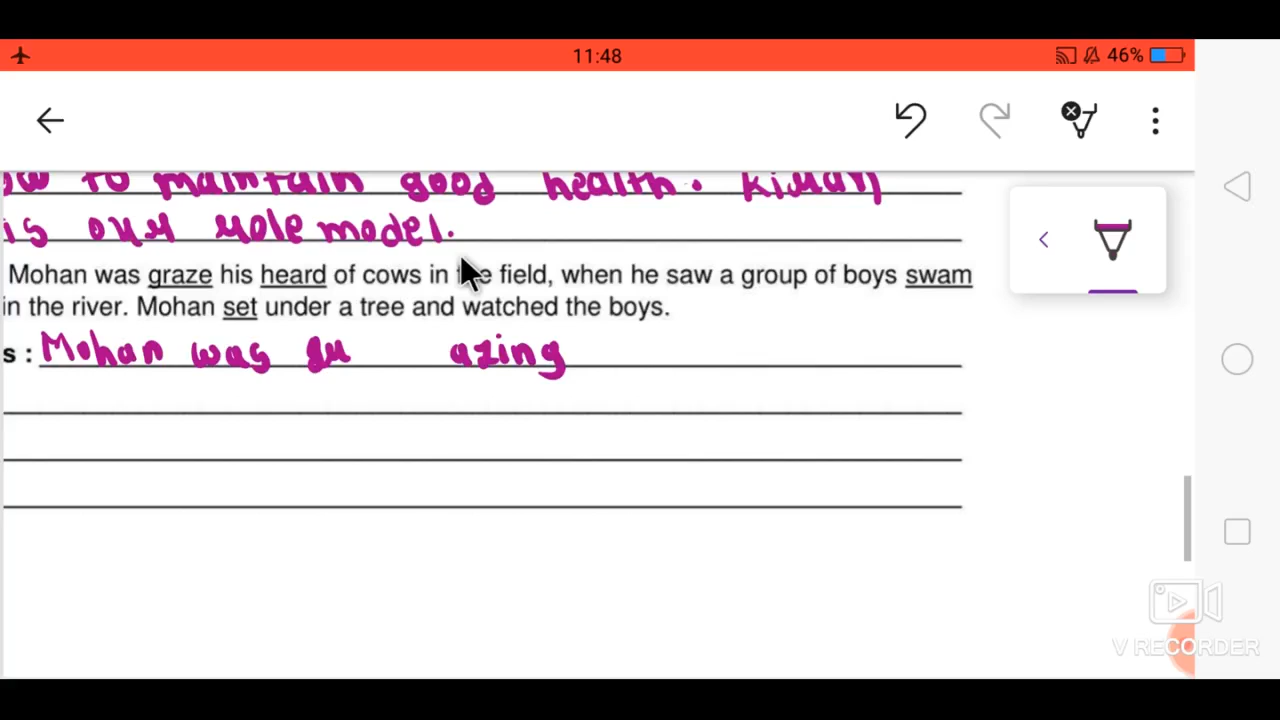 11:48
46%
to maintain good health. Kiran
is our role model.
Mohan was graze his heard of cows in the field, when he saw a group of boys swam
in the river. Mohan set under a tree and watched the boys.
s : Mohan was gr azing
V RECORDER